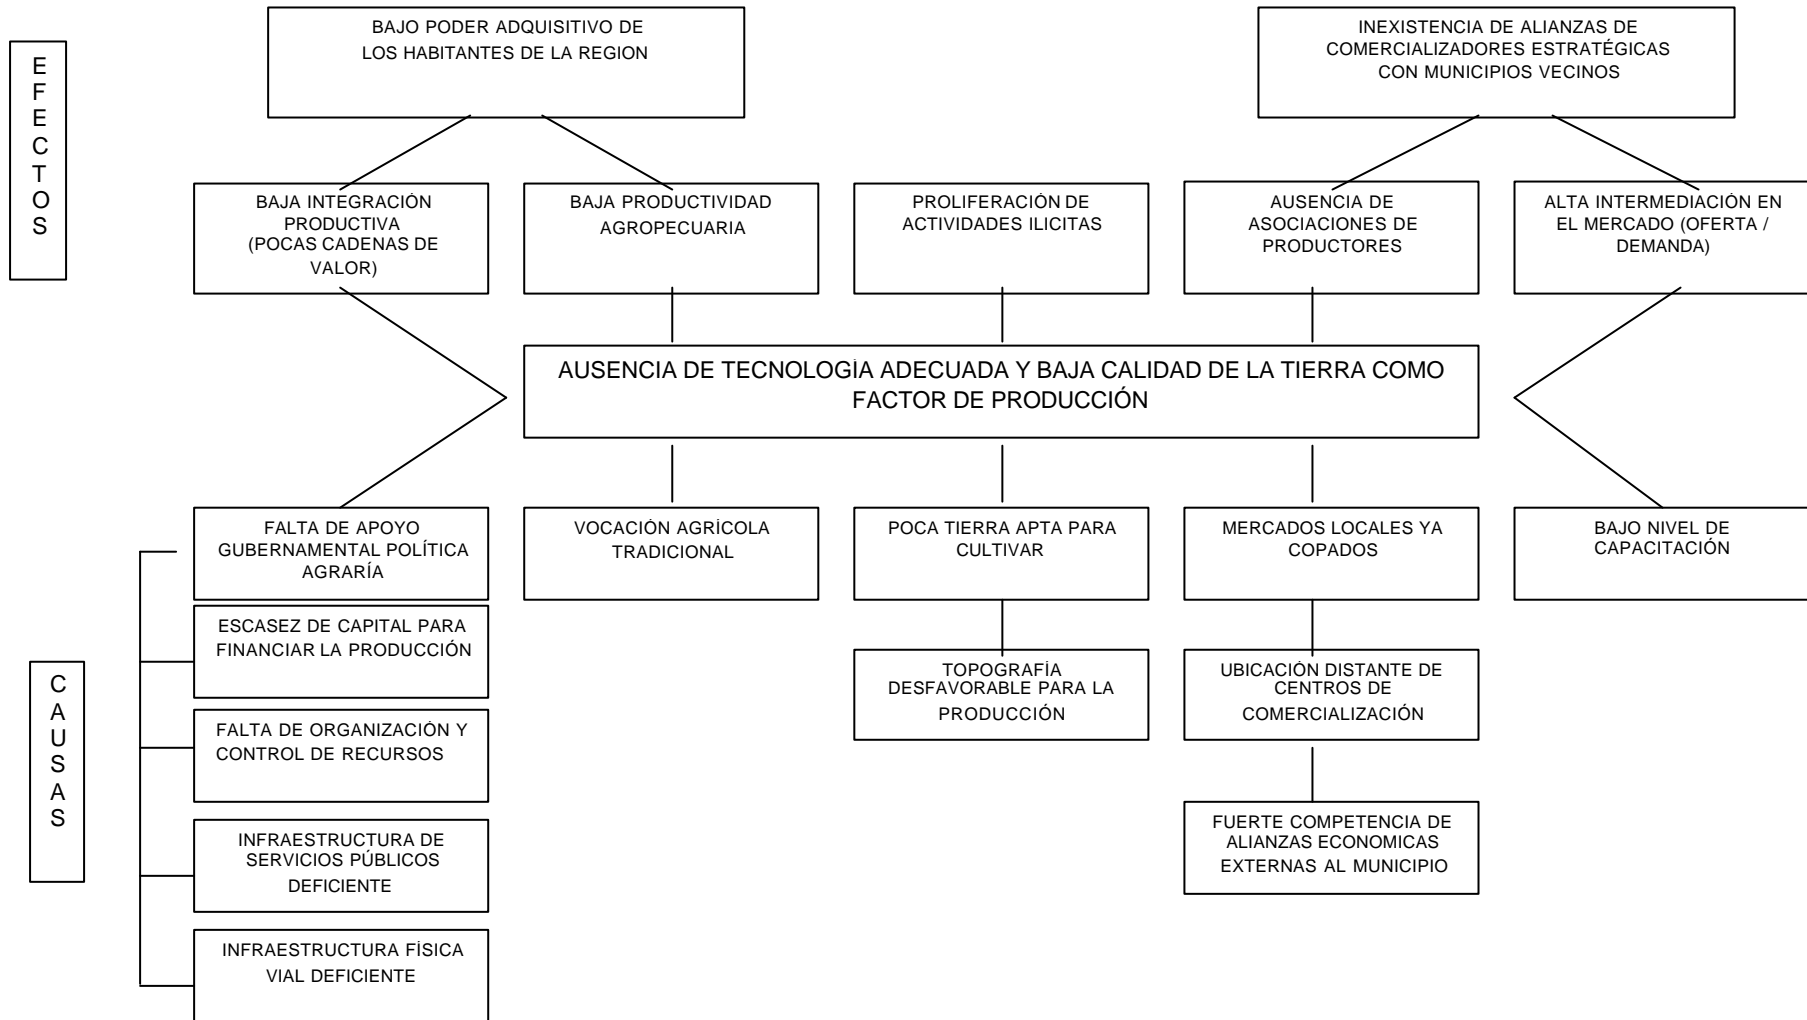 E
F
E
C
T
O
S
BAJO PODER ADQUISITIVO DE
LOS HABITANTES DE LA REGION
INEXISTENCIA DE ALIANZAS DE
COMERCIALIZADORES ESTRATÉGICAS
CON MUNICIPIOS VECINOS
BAJA INTEGRACIÓN
PRODUCTIVA
(POCAS CADENAS DE
VALOR)
BAJA PRODUCTIVIDAD
AGROPECUARIA
PROLIFERACIÓN DE
ACTIVIDADES ILICITAS
AUSENCIA DE
ASOCIACIONES DE
PRODUCTORES
ALTA INTERMEDIACIÓN EN
EL MERCADO (OFERTA /
DEMANDA)
AUSENCIA DE TECNOLOGÍA ADECUADA Y BAJA CALIDAD DE LA TIERRA COMO
FACTOR DE PRODUCCIÓN
C
A
U
S
A
S
FALTA DE APOYO
GUBERNAMENTAL POLÍTICA
AGRARÍA
VOCACIÓN AGRÍCOLA
TRADICIONAL
POCA TIERRA APTA PARA
CULTIVAR
MERCADOS LOCALES YA
COPADOS
BAJO NIVEL DE
CAPACITACIÓN
ESCASEZ DE CAPITAL PARA
FINANCIAR LA PRODUCCIÓN
TOPOGRAFÍA
DESFAVORABLE PARA LA
PRODUCCIÓN
UBICACIÓN DISTANTE DE
CENTROS DE
COMERCIALIZACIÓN
FALTA DE ORGANIZACIÓN Y
CONTROL DE RECURSOS
INFRAESTRUCTURA DE
SERVICIOS PÚBLICOS
DEFICIENTE
FUERTE COMPETENCIA DE
ALIANZAS ECONOMICAS
EXTERNAS AL MUNICIPIO
INFRAESTRUCTURA FÍSICA
VIAL DEFICIENTE